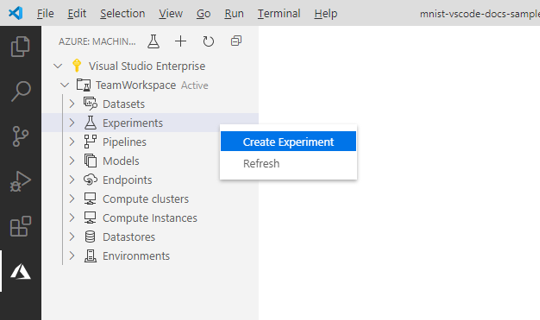 File Edit Selection View Go Run Terminal Help mnist-vscode-docs-sampl
AZURE: MACHIN...
Visual Studio Enterprise
TeamWorkspace Active
Datasets
Experiments
Create Experiment
Pipelines
Refresh
Models
Endpoints
Compute clusters
Compute Instances
Datastores
Environments